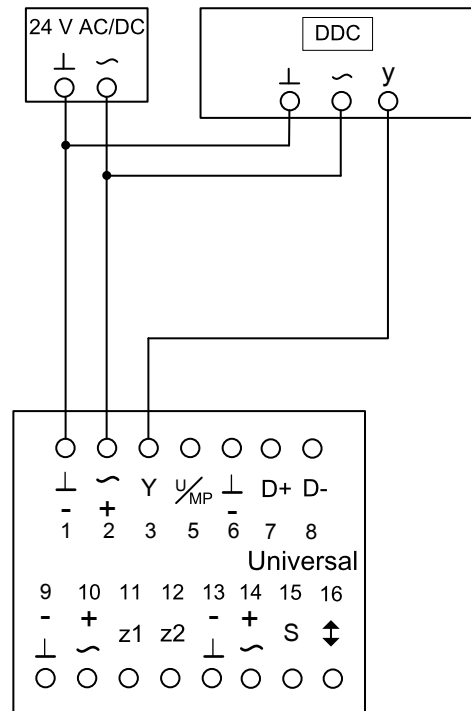 24 V AC/DC
DDC
⊥ ~
⊥ ~ y
⊥ ~ Y U/MP ⊥ D+ D-
- + -
1 2 3 5 6 7 8
Universal
9 10 11 12 13 14 15 16
- + z1 z2 - + S ↕
⊥ ~ ⊥ ~